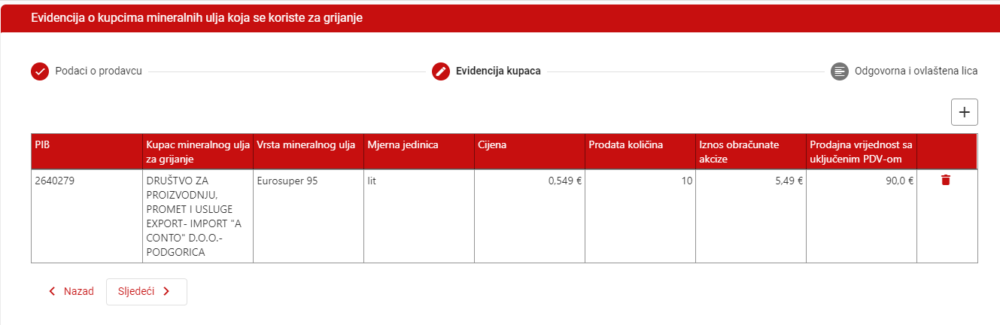 Evidencija o kupcima mineralnih ulja koja se koriste za grijanje
Podaci o prodavcu
Evidencija kupaca
Odgovorna i ovlaštena lica
PIB
Kupac mineralnog ulja
za grijanje
Vrsta mineralnog ulja
Mjerna jedinica
Cijena
Prodata količina
Iznos obračunate
akcize
Prodajna vrijednost sa
uključenim PDV-om
2640279
DRUŠTVO ZA
PROIZVODNJU,
PROMET I USLUGE
EXPORT- IMPORT "A
CONTO" D.O.O.-
PODGORICA
Eurosuper 95
lit
0,549 €
10
5,49 €
90,0 €
Nazad
Sljedeći